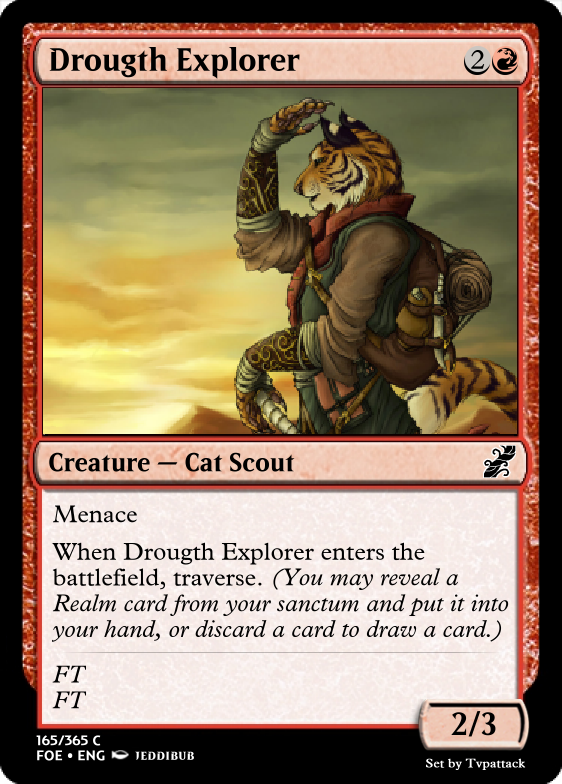 Drougth Explorer 2
Creature — Cat Scout
Menace
When Drougth Explorer enters the
battlefield, traverse. (You may reveal a
Realm card from your sanctum and put it into
your hand, or discard a card to draw a card.)
FT
FT
2/3
165/365 C
FOE • ENG JEDDIBUB
Set by Tvpattack